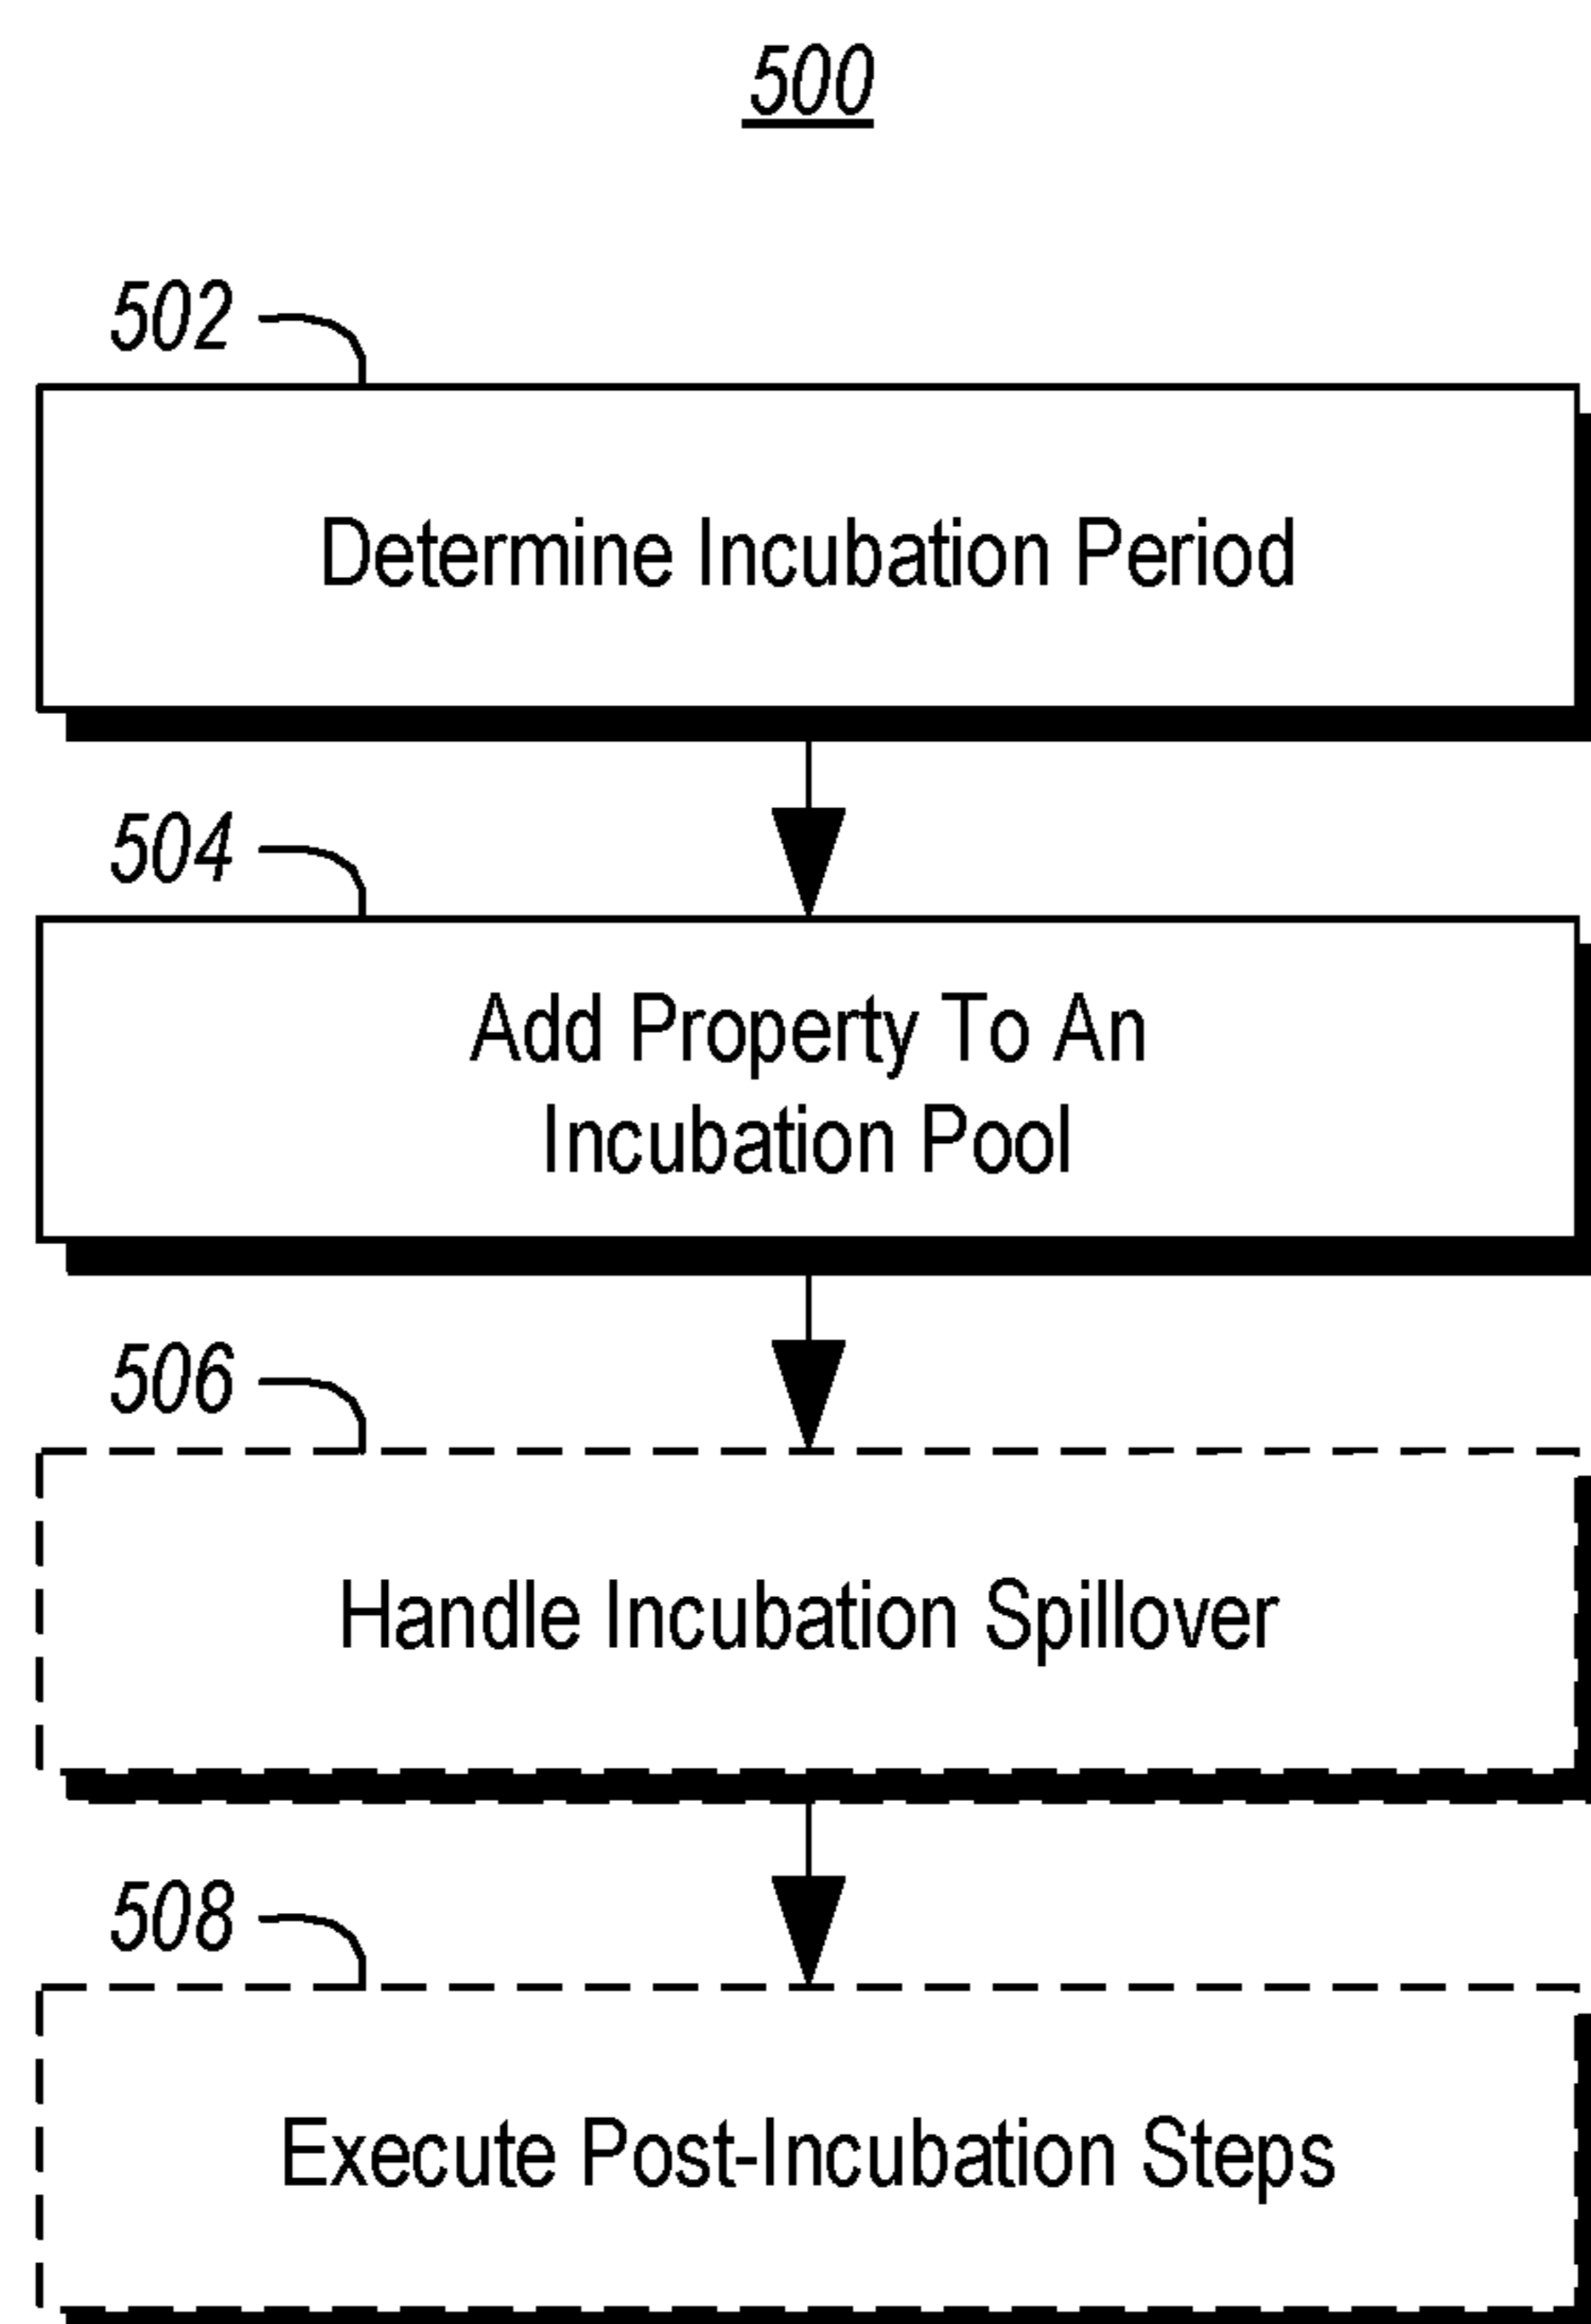 500
502
Determine Incubation Period
504
Add Property To An
Incubation Pool
506
Handle Incubation Spillover
508
Execute Post-Incubation Steps